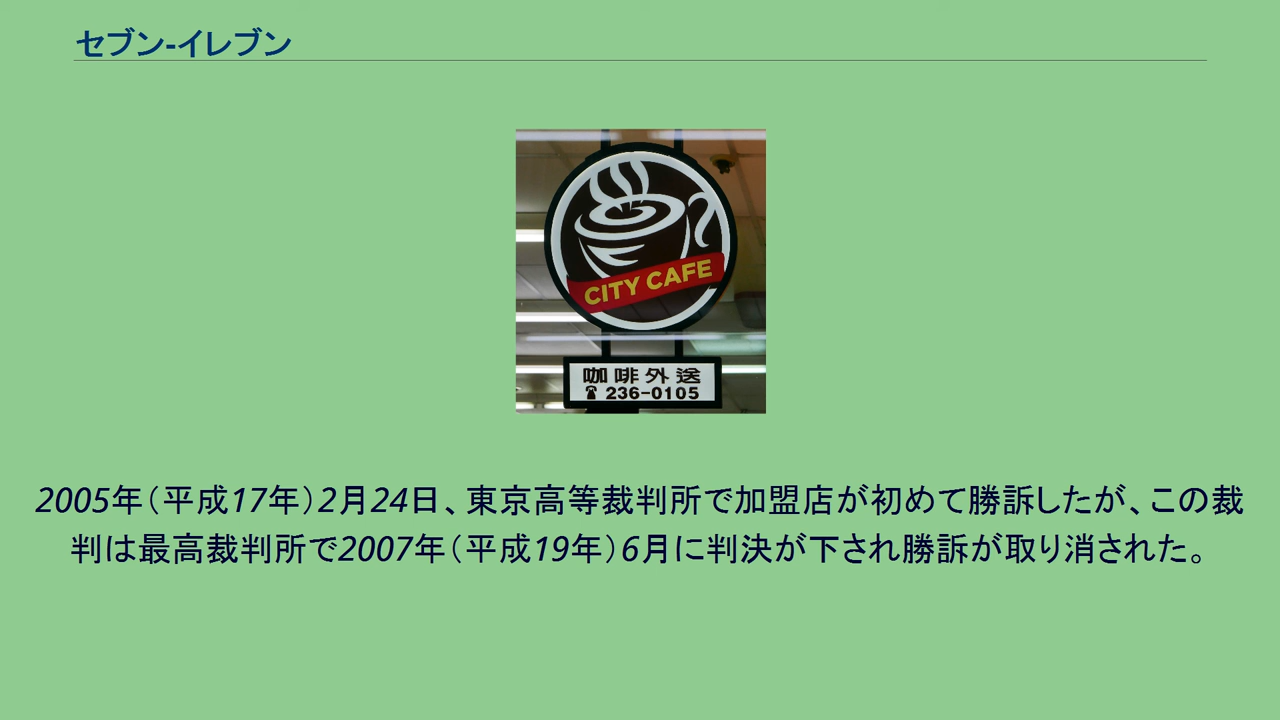 セブン-イレブン
CITY CAFE
咖啡外送
☎ 236-0105
2005年（平成17年）2月24日、東京高等裁判所で加盟店が初めて勝訴したが、この裁
判は最高裁判所で2007年（平成19年）6月に判決が下され勝訴が取り消された。